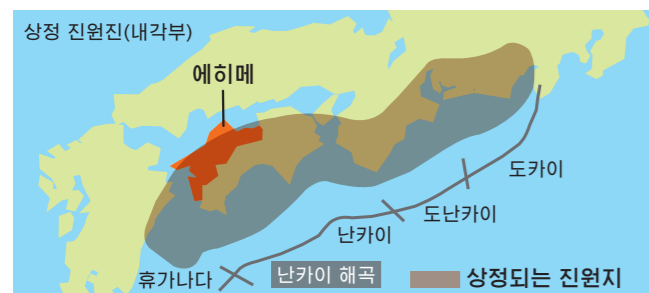 상정 진원진(내각부)
에히메
도카이
도난카이
난카이
휴가나다
난카이 해곡
상정되는 진원지